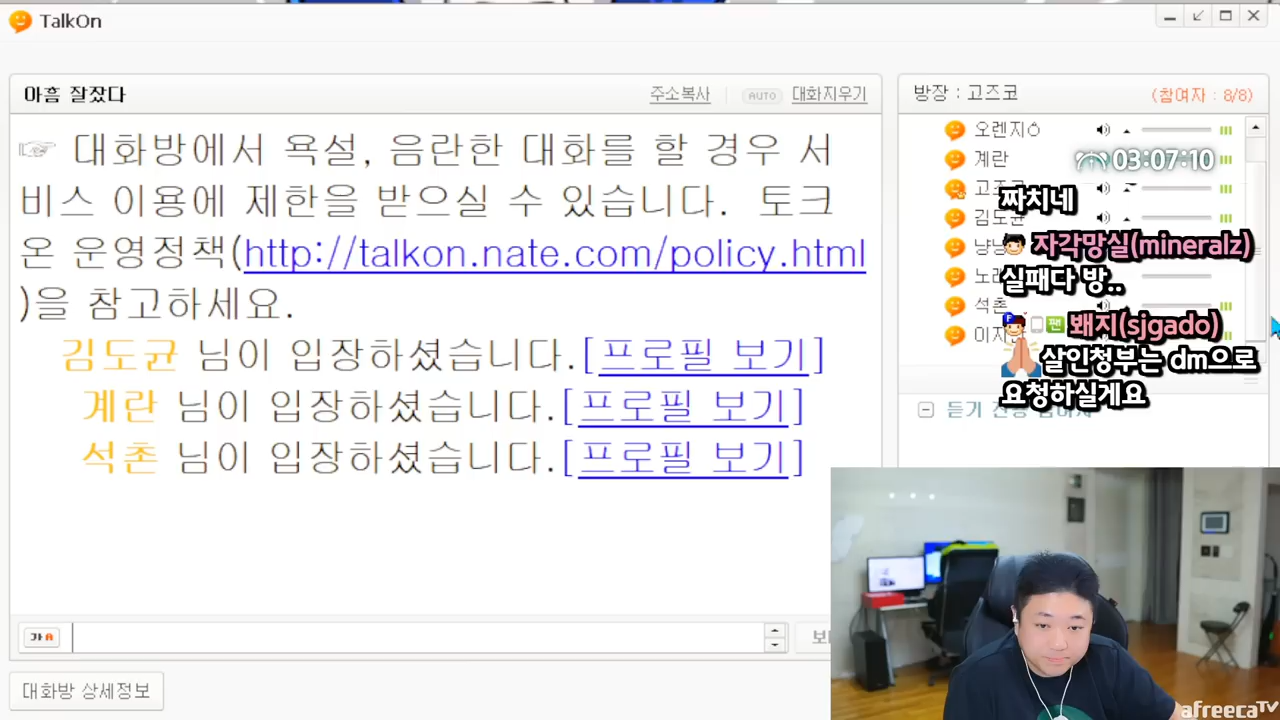 TalkOn
아흠 잘잤다
주소복사
AUTO
대화지우기
☞ 대화방에서 욕설, 음란한 대화를 할 경우 서
비스 이용에 제한을 받으실 수 있습니다. 토크
온 운영정책(http://talkon.nate.com/policy.html
)을 참고하세요.
김도균 님이 입장하셨습니다.[프로필 보기]
계란 님이 입장하셨습니다.[프로필 보기]
석촌 님이 입장하셨습니다.[프로필 보기]
가
대화방 상세정보
방장 : 고즈코
(참여자 : 8/8)
오렌지
계란
03:07:10
고즈
짜치네
김도균
자각망실(mineralz)
실패다 방..
석촌
팬 봬지(sjgado)
🙏살인청부는 dm으로
요청하실게요
듣기
afreecaTV